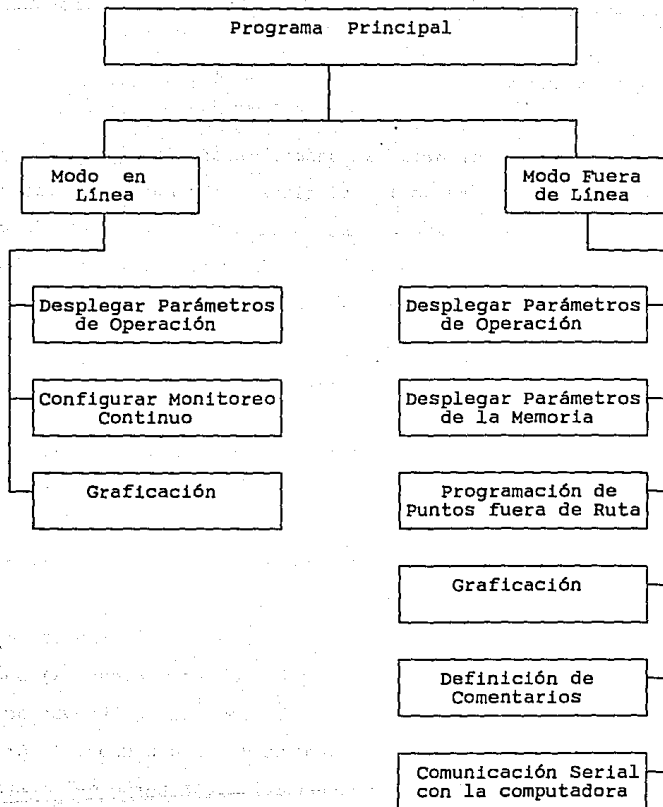 Programa Principal
Modo en
Línea
Modo Fuera
de Línea
Desplegar Parámetros
de Operación
Configurar Monitoreo
Continuo
Graficación
Desplegar Parámetros
de Operación
Desplegar Parámetros
de la Memoria
Programación de
Puntos fuera de Ruta
Graficación
Definición de
Comentarios
Comunicación Serial
con la computadora